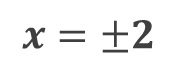 x = ±2